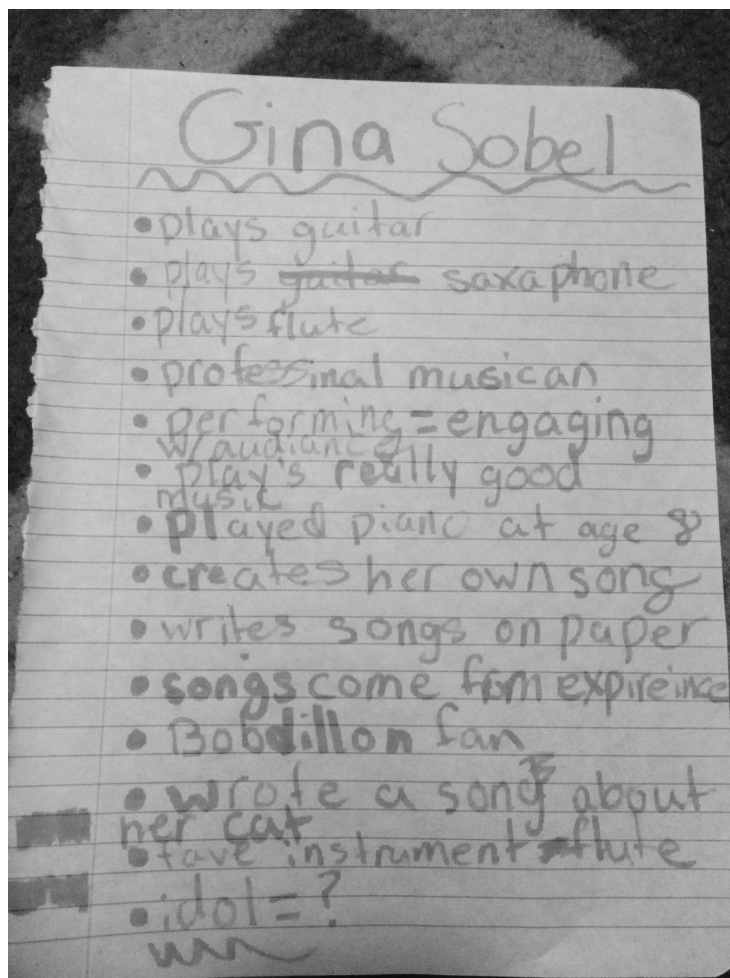 Gina Sobel
•plays guitar
•plays guitar saxaphone
•plays flute
•professinal musican
•performing=engaging
w/audiance
•play's really good
music
•played piano at age 8
•creates her own song
•writes songs on paper
•songs come from expireince
•Bobdillon fan
•wrote a song about
her cat
•fave instrument=flute
•idol=?